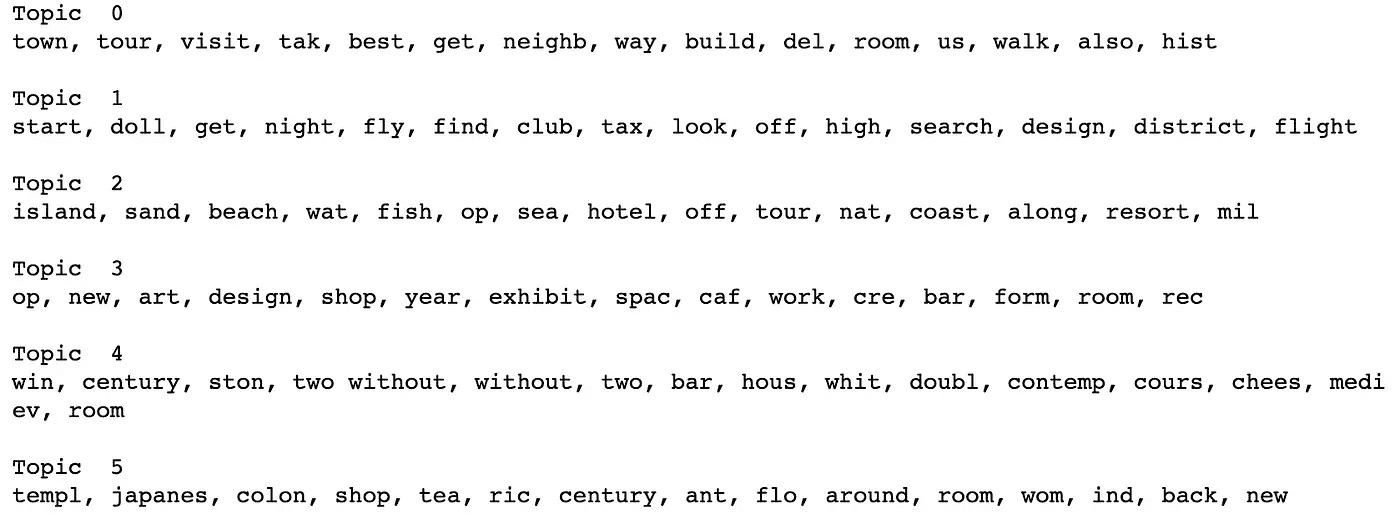 Topic  0
town, tour, visit, tak, best, get, neighb, way, build, del, room, us, walk, also, hist
Topic  1
start, doll, get, night, fly, find, club, tax, look, off, high, search, design, district, flight
Topic  2
island, sand, beach, wat, fish, op, sea, hotel, off, tour, nat, coast, along, resort, mil
Topic  3
op, new, art, design, shop, year, exhibit, spac, caf, work, cre, bar, form, room, rec
Topic  4
win, century, ston, two without, without, two, bar, hous, whit, doubl, contemp, cours, chees, medi
ev, room
Topic  5
templ, japanes, colon, shop, tea, ric, century, ant, flo, around, room, wom, ind, back, new